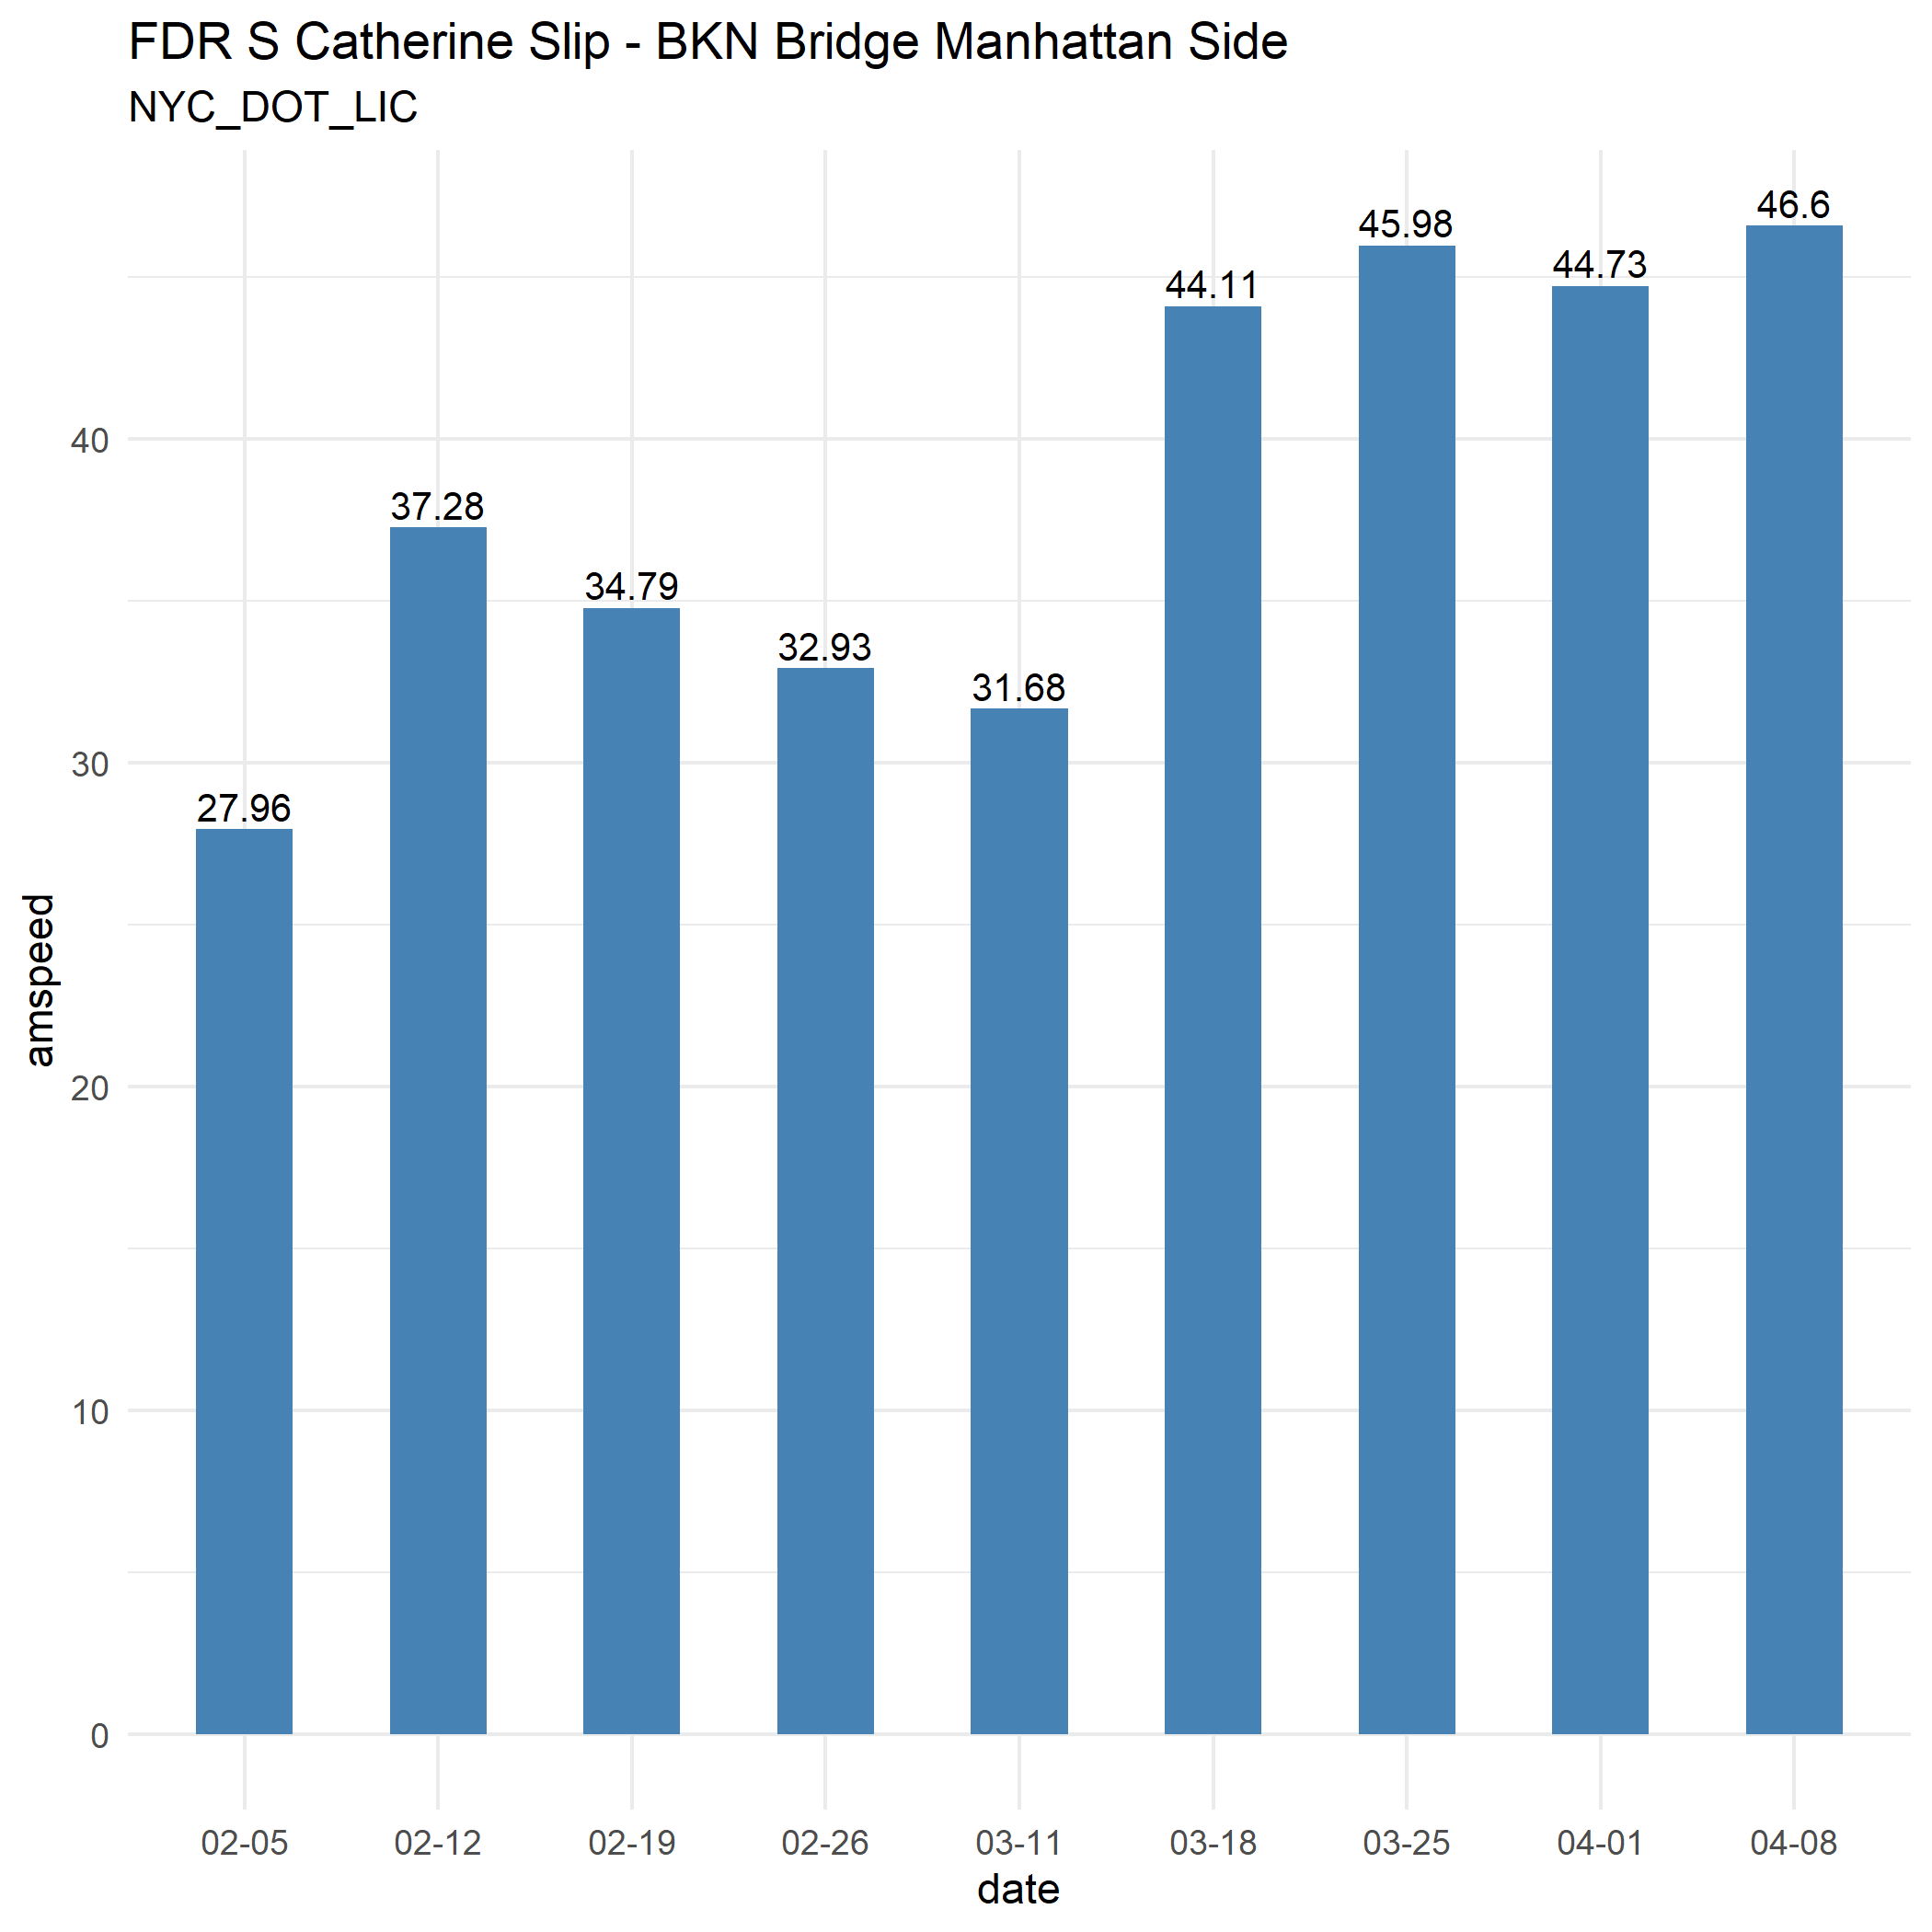 FDR S Catherine Slip - BKN Bridge Manhattan Side
NYC_DOT_LIC
46.6
45.98
44.73
44.11
40
37.28
34.79
32.93
31.68
30
27.96
amspeed
20
10
0
02-05 02-12 02-19 02-26 03-11 03-18 03-25 04-01 04-08
date